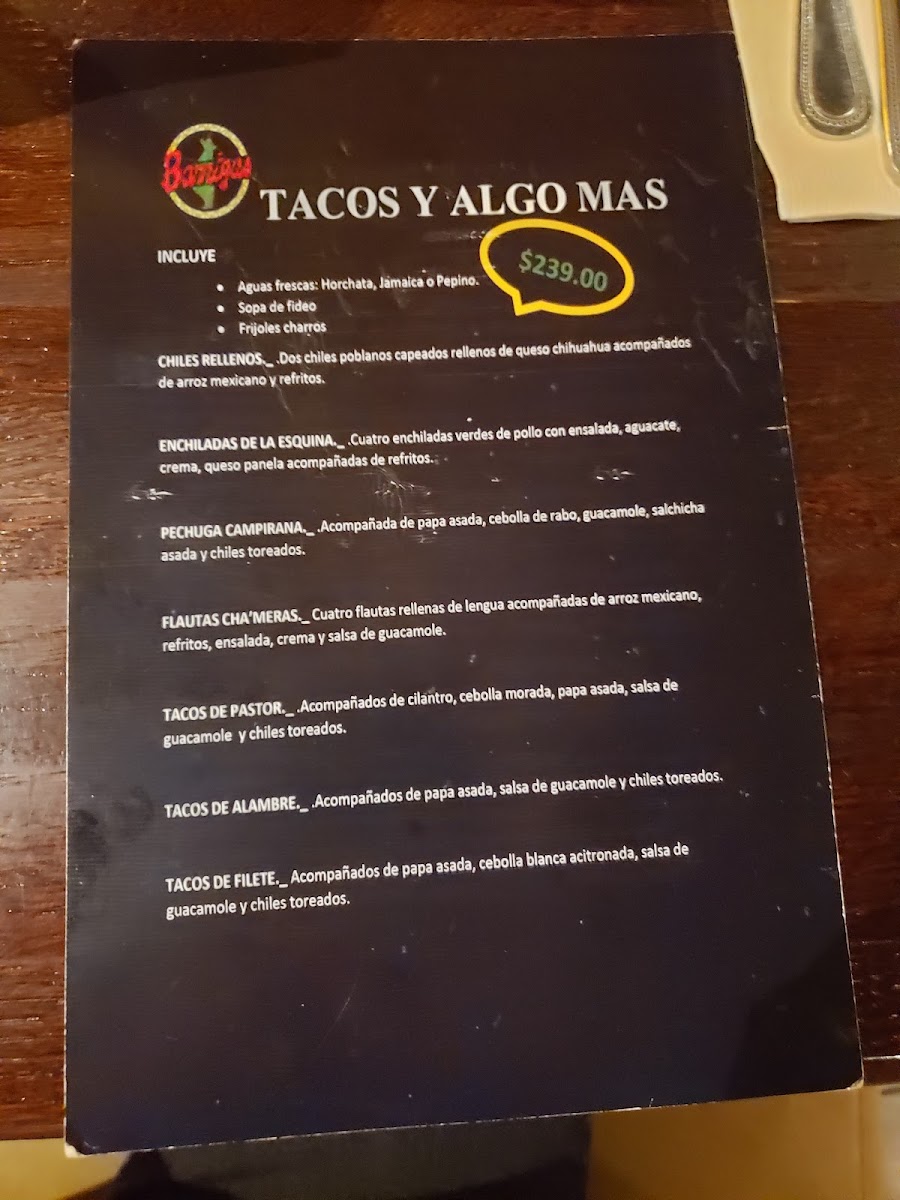 Barrigas
TACOS Y ALGO MAS
INCLUYE
$239.00
• Aguas frescas: Horchata, Jamaica o Pepino.
• Sopa de fideo
• Frijoles charros
CHILES RELLENOS._ .Dos chiles poblanos capeados rellenos de queso chihuahua acompañados
de arroz mexicano y refritos.
ENCHILADAS DE LA ESQUINA._ .Cuatro enchiladas verdes de pollo con ensalada, aguacate,
crema, queso panela acompañadas de refritos.
PECHUGA CAMPIRANA._ .Acompañada de papa asada, cebolla de rabo, guacamole, salchicha
asada y chiles toreados.
FLAUTAS CHA’MERAS._ Cuatro flautas rellenas de lengua acompañadas de arroz mexicano,
refritos, ensalada, crema y salsa de guacamole.
TACOS DE PASTOR._ .Acompañados de cilantro, cebolla morada, papa asada, salsa de
guacamole y chiles toreados.
TACOS DE ALAMBRE._ .Acompañados de papa asada, salsa de guacamole y chiles toreados.
TACOS DE FILETE._ Acompañados de papa asada, cebolla blanca acitronada, salsa de
guacamole y chiles toreados.